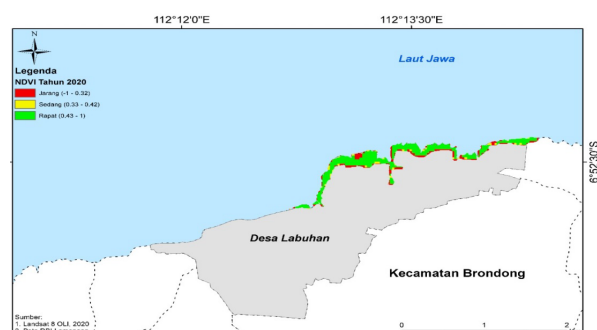 112°12'0"E
112°13'30"E
N
Laut Jawa
Legenda
NDVI Tahun 2020
Jarang (-1 - 0.32)
Sedang (0.33 - 0.42)
Rapat (0.43 - 1)
6°52'30"S
Desa Labuhan
Kecamatan Brondong
Sumber:
1. Landsat 8 OLI, 2020
0 1 2